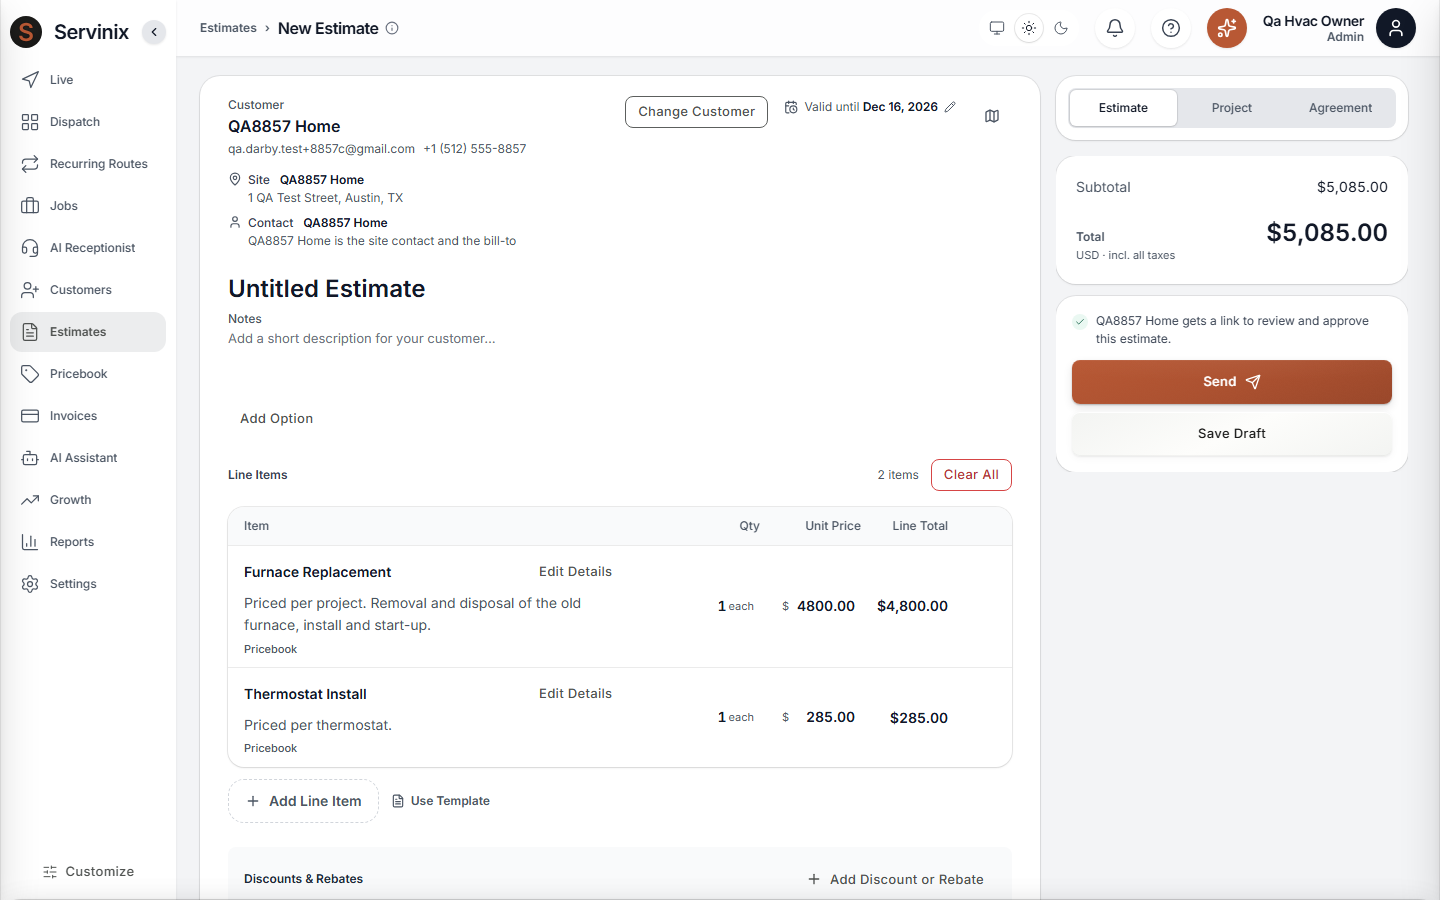 S Servinix
Live
Dispatch
Recurring Routes
Jobs
AI Receptionist
Customers
Estimates
Pricebook
Invoices
AI Assistant
Growth
Reports
Settings
Customize
Estimates › New Estimate
Qa Hvac Owner
Admin
Customer
QA8857 Home
qa.darby.test+8857c@gmail.com +1 (512) 555-8857
Change Customer
Valid until Dec 16, 2026
Site QA8857 Home
1 QA Test Street, Austin, TX
Contact QA8857 Home
QA8857 Home is the site contact and the bill-to
Untitled Estimate
Notes
Add a short description for your customer...
Add Option
Line Items
2 items
Clear All
Item Qty Unit Price Line Total
Furnace Replacement Edit Details
Priced per project. Removal and disposal of the old
furnace, install and start-up.
1 each $ 4800.00 $4,800.00
Pricebook
Thermostat Install Edit Details
Priced per thermostat.
1 each $ 285.00 $285.00
Pricebook
+ Add Line Item
Use Template
Discounts & Rebates
+ Add Discount or Rebate
Estimate Project Agreement
Subtotal $5,085.00
Total $5,085.00
USD · incl. all taxes
QA8857 Home gets a link to review and approve
this estimate.
Send
Save Draft